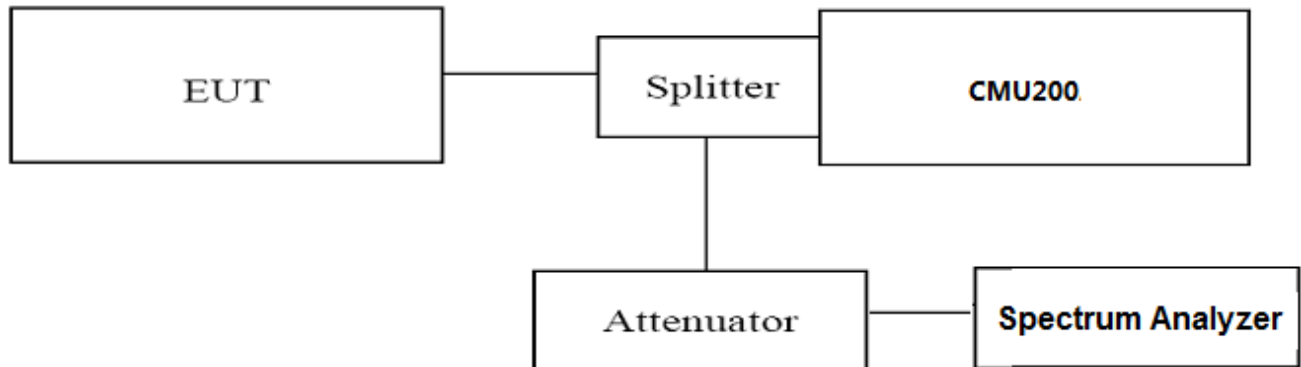 EUT
Splitter
CMU200
Attenuator
Spectrum Analyzer